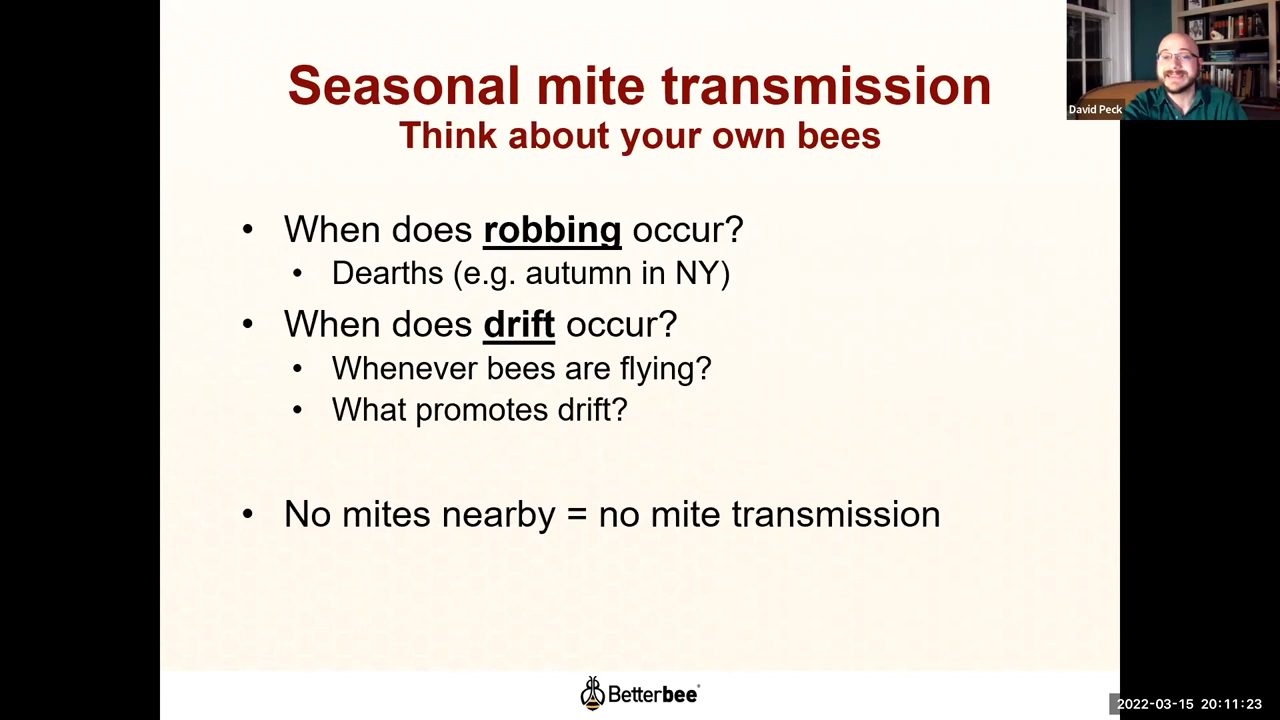 Seasonal mite transmission
Think about your own bees
David Peck
• When does robbing occur?
• Dearths (e.g. autumn in NY)
• When does drift occur?
• Whenever bees are flying?
• What promotes drift?
• No mites nearby = no mite transmission
Betterbee®
2022-03-15 20:11:23